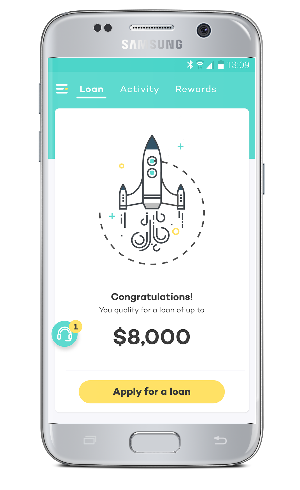 SAMSUNG
13:09
Loan Activity Rewards
Congratulations!
You qualify for a loan of up to
$8,000
1
Apply for a loan